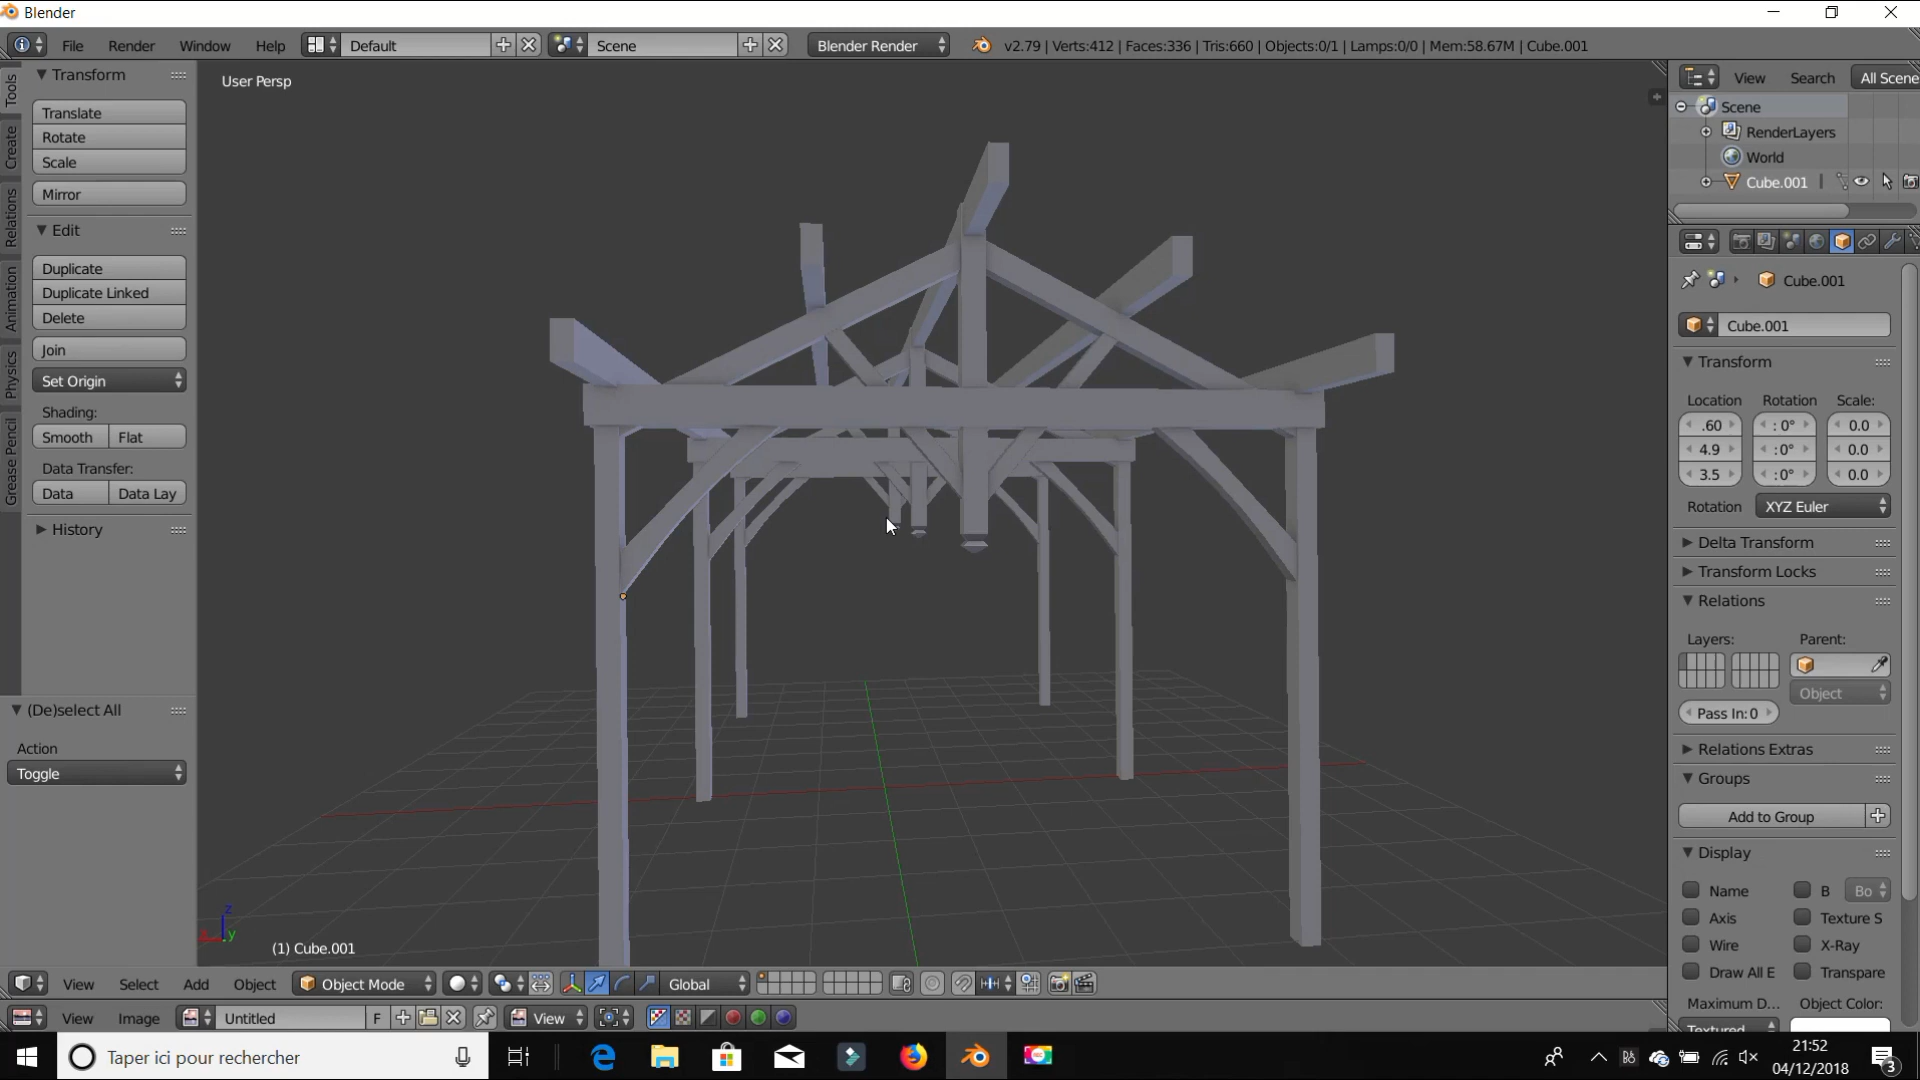 Blender
File Render Window Help Default Scene Blender Render v2.79 | Verts:412 | Faces:336 | Tris:660 | Objects:0/1 | Lamps:0/0 | Mem:58.67M | Cube.001
Tools
Create
Relations
Animation
Physics
Grease Pencil
Transform
Translate
Rotate
Scale
Mirror
Edit
Duplicate
Duplicate Linked
Delete
Join
Set Origin
Shading:
Smooth Flat
Data Transfer:
Data Data Lay
History
(De)select All
Action
Toggle
User Persp
z
x y
(1) Cube.001
View Search All Scene
Scene
RenderLayers
World
Cube.001
Cube.001
Cube.001
Transform
Location Rotation Scale:
.60 : 0° 0.0
4.9 :0° 0.0
3.5 :0° 0.0
Rotation XYZ Euler
Delta Transform
Transform Locks
Relations
Layers: Parent:
Object
Pass In: 0
Relations Extras
Groups
Add to Group
Display
Name B Bo
Axis Texture S
Wire X-Ray
Draw All E Transpare
Maximum D... Object Color:
Textured
View Select Add Object Object Mode Global
View Image Untitled F View
Taper ici pour rechercher
21:52
04/12/2018
3